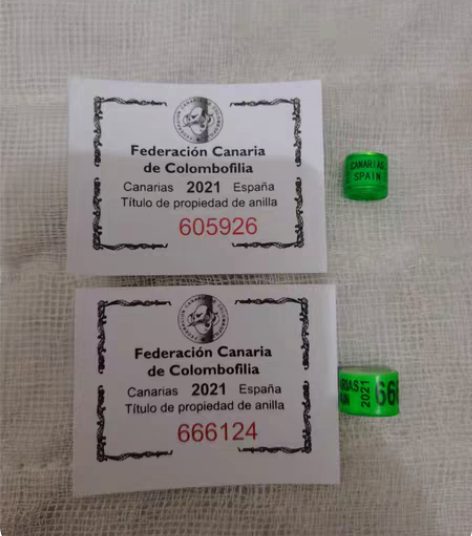 Federación Canaria
de Colombofilia
Canarias 2021 España
Título de propiedad de anilla
605926
CANARIAS
SPAIN
Federación Canaria
de Colombofilia
Canarias 2021 España
Título de propiedad de anilla
666124
2021